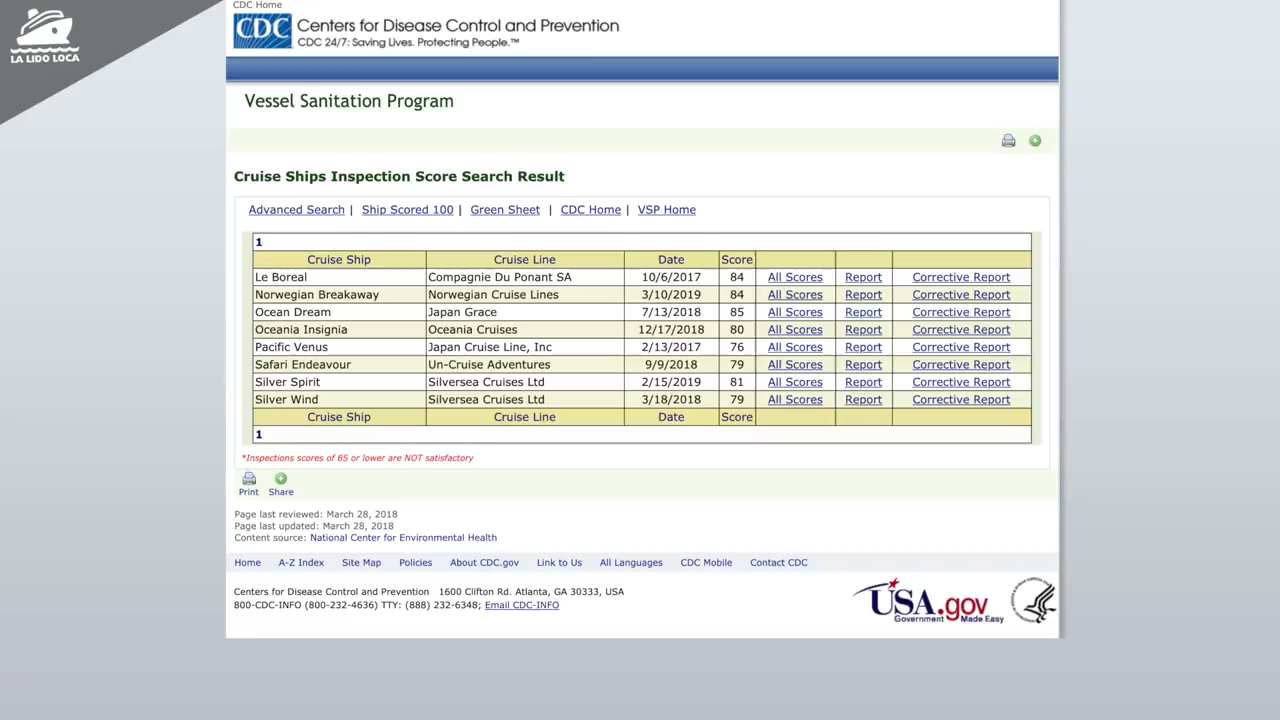 CDC Home
LA LIDO LOCA
CDC Centers for Disease Control and Prevention
CDC 24/7: Saving Lives. Protecting People.™
Vessel Sanitation Program
Cruise Ships Inspection Score Search Result
Advanced Search | Ship Scored 100 | Green Sheet | CDC Home | VSP Home
1
Cruise Ship Cruise Line Date Score
Le Boreal Compagnie Du Ponant SA 10/6/2017 84 All Scores Report Corrective Report
Norwegian Breakaway Norwegian Cruise Lines 3/10/2019 84 All Scores Report Corrective Report
Ocean Dream Japan Grace 7/13/2018 85 All Scores Report Corrective Report
Oceania Insignia Oceania Cruises 12/17/2018 80 All Scores Report Corrective Report
Pacific Venus Japan Cruise Line, Inc 2/13/2017 76 All Scores Report Corrective Report
Safari Endeavour Un-Cruise Adventures 9/9/2018 79 All Scores Report Corrective Report
Silver Spirit Silversea Cruises Ltd 2/15/2019 81 All Scores Report Corrective Report
Silver Wind Silversea Cruises Ltd 3/18/2018 79 All Scores Report Corrective Report
Cruise Ship Cruise Line Date Score
1
*Inspections scores of 85 or lower are NOT satisfactory
Print Share
Page last reviewed: March 28, 2018
Page last updated: March 28, 2018
Content source: National Center for Environmental Health
Home A-Z Index Site Map Policies About CDC.gov Link to Us All Languages CDC Mobile Contact CDC
Centers for Disease Control and Prevention 1600 Clifton Rd. Atlanta, GA 30333, USA
800-CDC-INFO (800-232-4636) TTY: (888) 232-6348; Email CDC-INFO
USA.gov
Government Made Easy